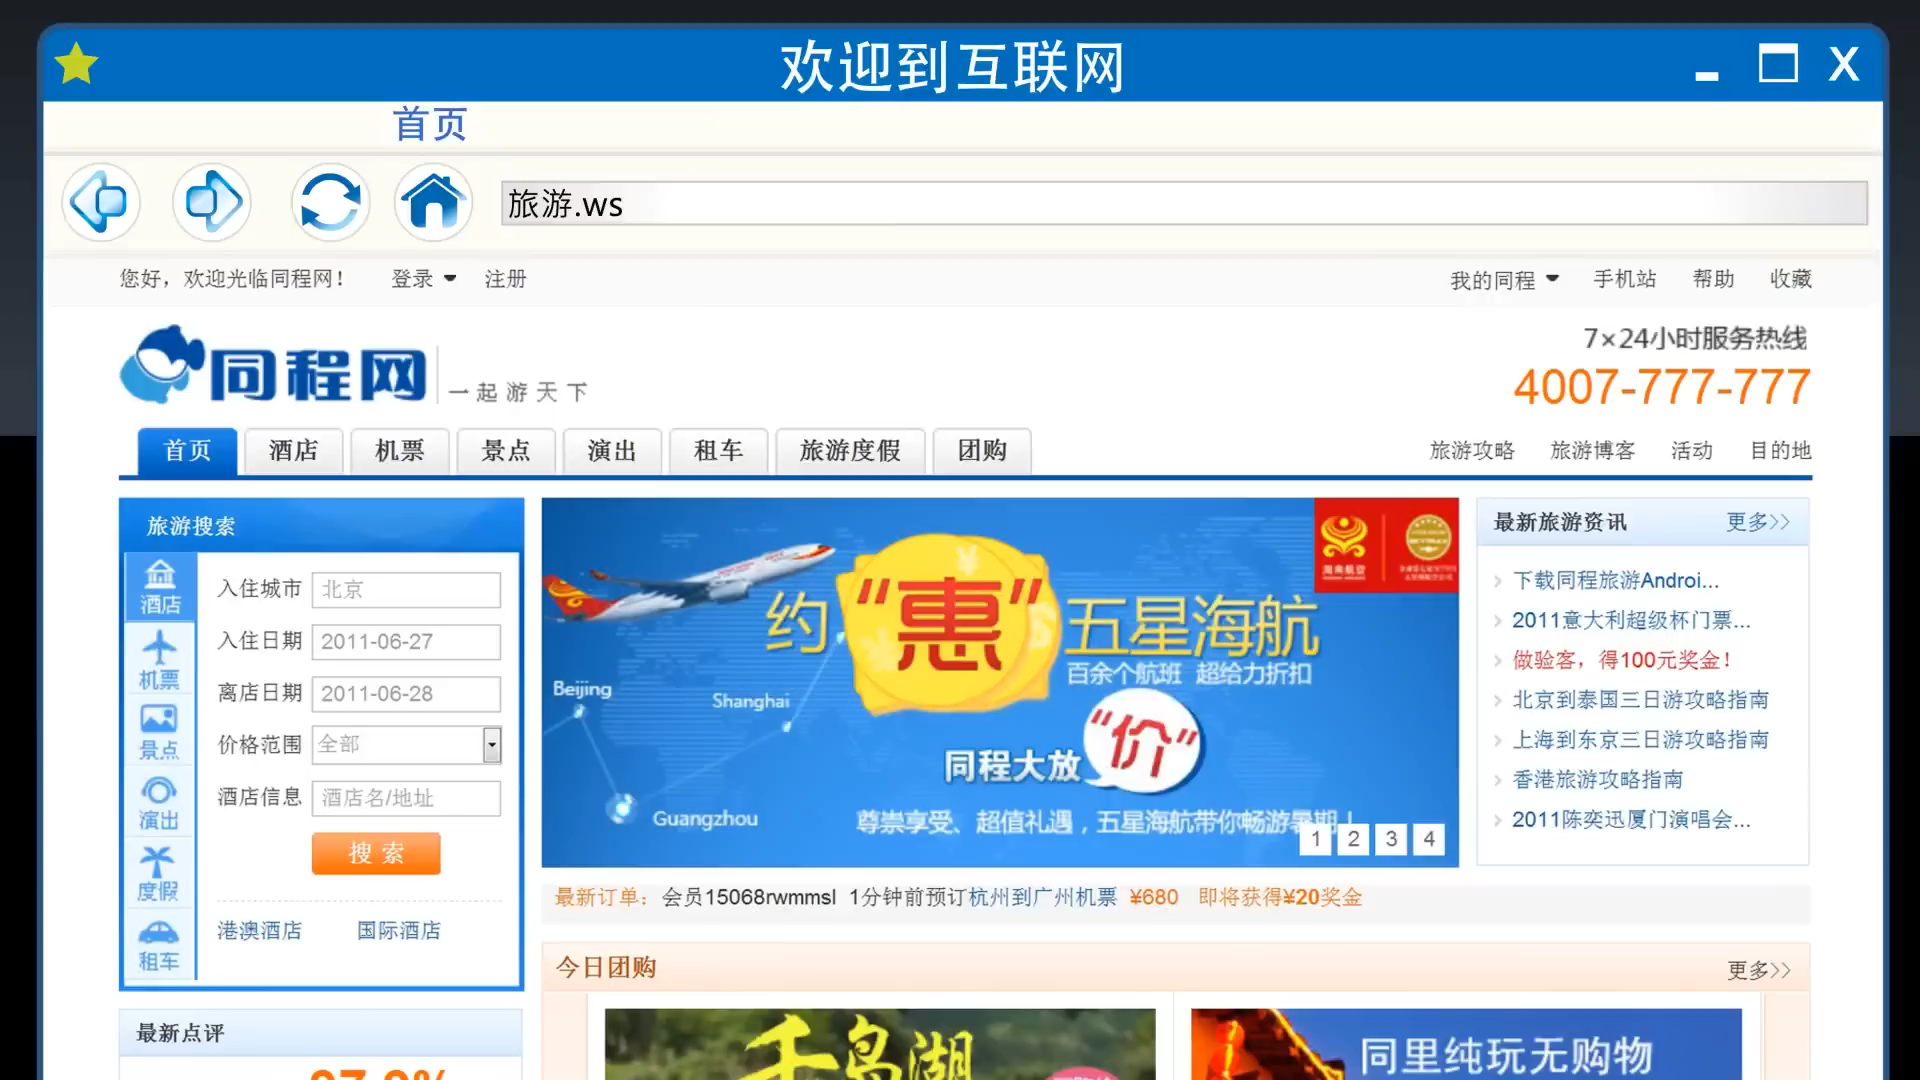 欢迎到互联网
首页
旅游.ws
您好，欢迎光临同程网！ 登录 注册 我的同程 手机站 帮助 收藏
同程网 一起游天下
7×24小时服务热线
4007-777-777
首页 酒店 机票 景点 演出 租车 旅游度假 团购 旅游攻略 旅游博客 活动 目的地
旅游搜索
酒店
机票
景点
演出
度假
租车
入住城市 北京
入住日期 2011-06-27
离店日期 2011-06-28
价格范围 全部
酒店信息 酒店名/地址
搜索
港澳酒店 国际酒店
最新点评
海南航空
约“惠”五星海航
百余个航班 超给力折扣
Beijing
Shanghai
Guangzhou
同程大放“价”
尊崇享受、超值礼遇，五星海航带你畅游暑期！
1 2 3 4
最新旅游资讯 更多>>
下载同程旅游Androi...
2011意大利超级杯门票...
做验客，得100元奖金！
北京到泰国三日游攻略指南
上海到东京三日游攻略指南
香港旅游攻略指南
2011陈奕迅厦门演唱会...
最新订单： 会员15068rwmmsl 1分钟前预订杭州到广州机票 ¥680 即将获得¥20奖金
今日团购 更多>>
千岛湖
同里纯玩无购物